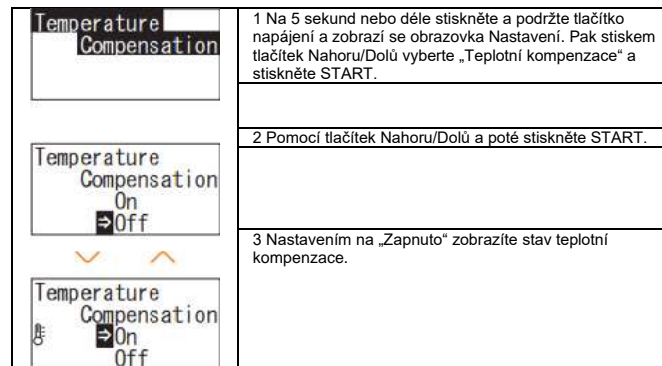 Temperature
Compensation
1 Na 5 sekund nebo déle stiskněte a podržte tlačítko
napájení a zobrazí se obrazovka Nastavení. Pak stiskem
tlačítek Nahoru/Dolů vyberte „Teplotní kompenzace“ a
stiskněte START.
2 Pomocí tlačítek Nahoru/Dolů a poté stiskněte START.
Temperature
Compensation
On
⇒Off
3 Nastavením na „Zapnuto“ zobrazíte stav teplotní
kompenzace.
Temperature
Compensation
⇒On
Off